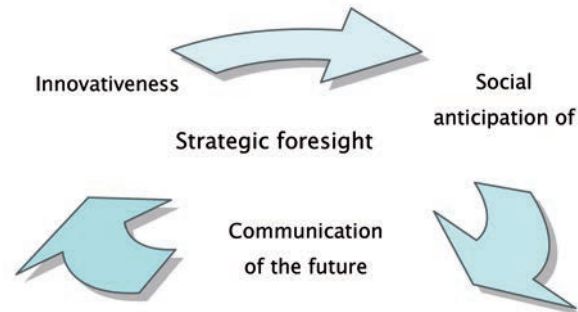 Innovativeness
Social
anticipation of
Strategic foresight
Communication
of the future